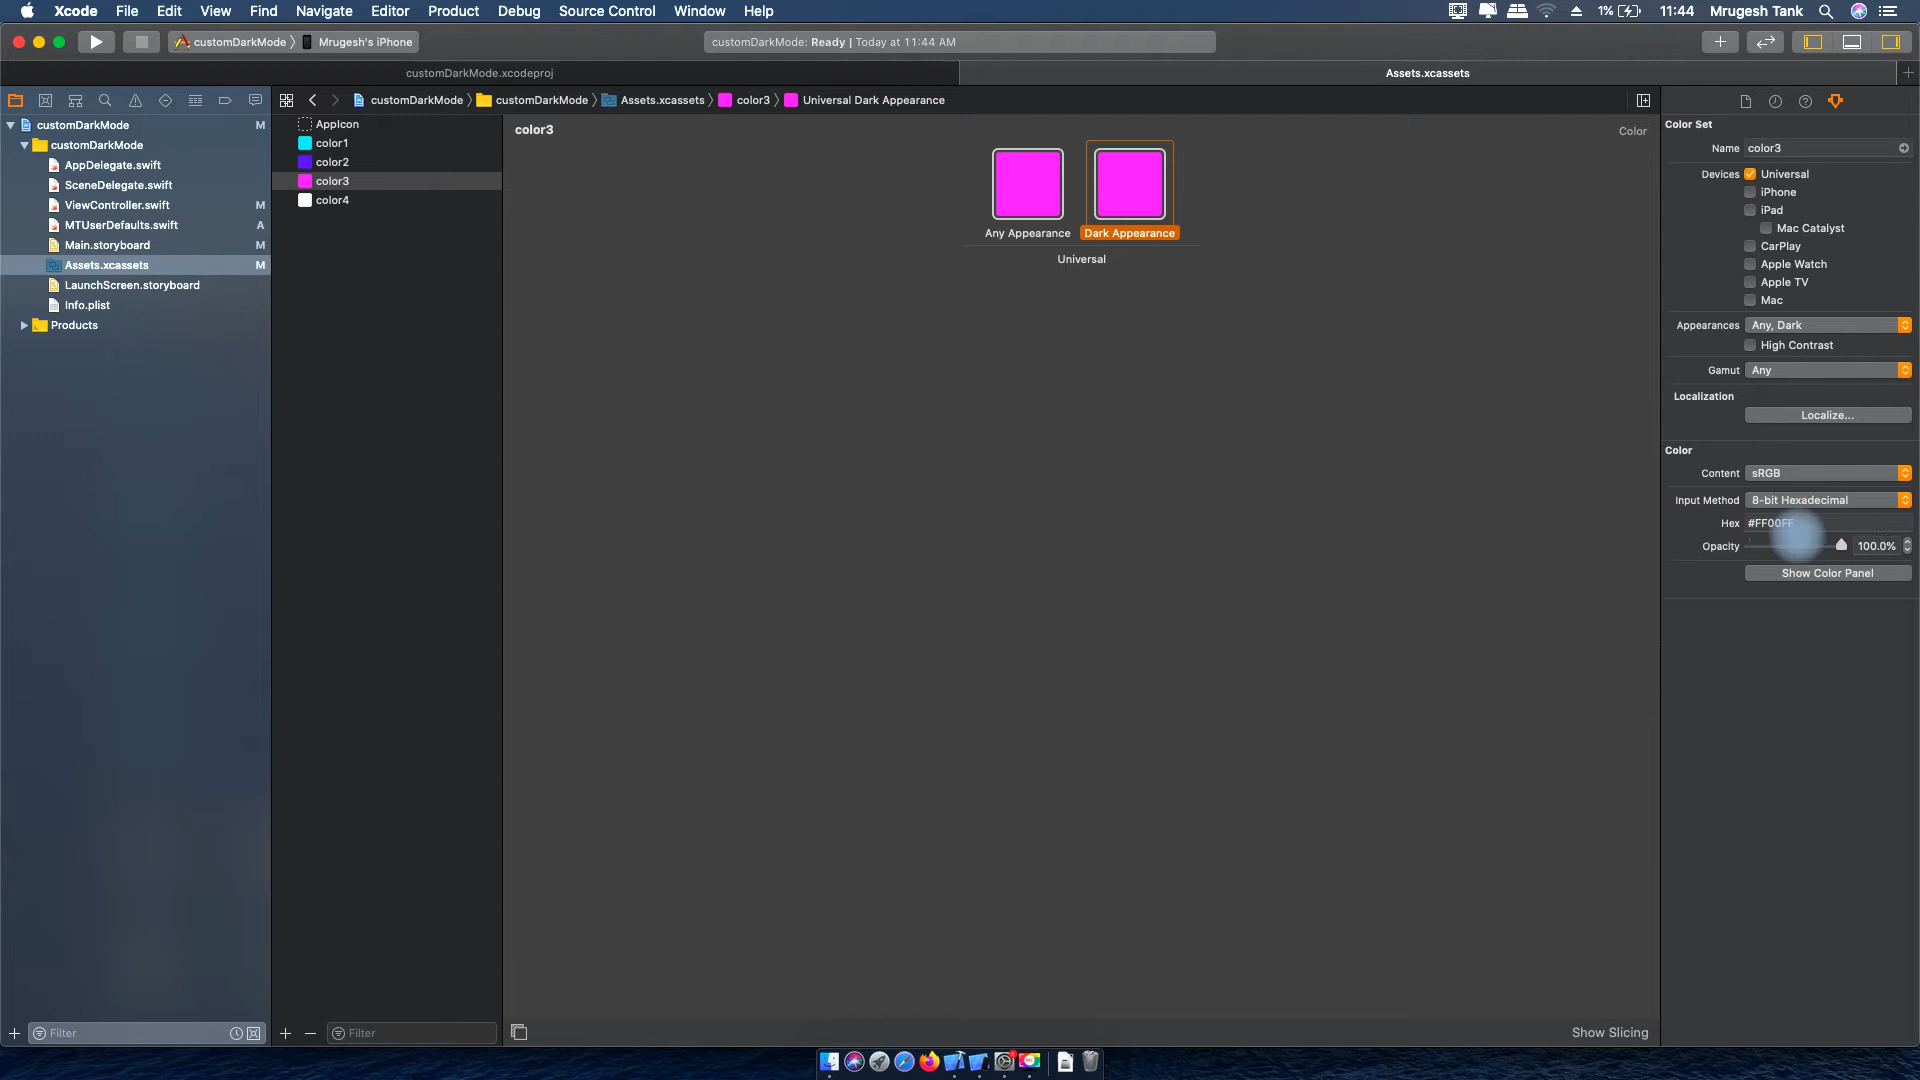 Xcode File Edit View Find Navigate Editor Product Debug Source Control Window Help 1% 11:44 Mrugesh Tank
customDarkMode 〉 Mrugesh's iPhone
customDarkMode: Ready | Today at 11:44 AM
customDarkMode.xcodeproj
Assets.xcassets
customDarkMode 〉 customDarkMode 〉 Assets.xcassets 〉 color3 〉 Universal Dark Appearance
customDarkMode M
customDarkMode
AppDelegate.swift
SceneDelegate.swift
ViewController.swift M
MTUserDefaults.swift A
Main.storyboard M
Assets.xcassets M
LaunchScreen.storyboard
Info.plist
Products
Filter
AppIcon
color1
color2
color3
color4
Filter
color3
Color
Any Appearance
Dark Appearance
Universal
Show Slicing
Color Set
Name color3
Devices Universal
iPhone
iPad
Mac Catalyst
CarPlay
Apple Watch
Apple TV
Mac
Appearances Any, Dark
High Contrast
Gamut Any
Localization
Localize...
Color
Content sRGB
Input Method 8-bit Hexadecimal
Hex #FF00FF
Opacity 100.0%
Show Color Panel